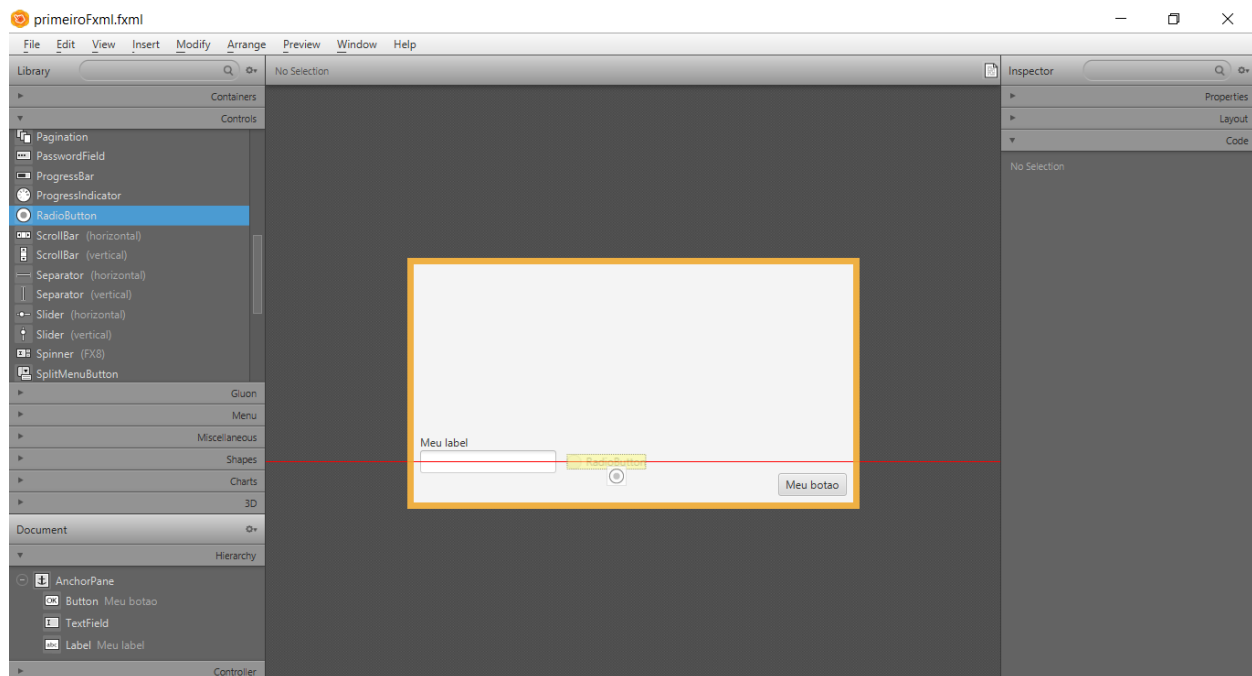 primeiroFxml.fxml
File Edit View Insert Modify Arrange Preview Window Help
Library
Containers
Controls
Pagination
PasswordField
ProgressBar
ProgressIndicator
RadioButton
ScrollBar (horizontal)
ScrollBar (vertical)
Separator (horizontal)
Separator (vertical)
Slider (horizontal)
Slider (vertical)
Spinner (FX8)
SplitMenuButton
Gluon
Menu
Miscellaneous
Shapes
Charts
3D
Document
Hierarchy
AnchorPane
OK Button Meu botao
TextField
abc Label Meu label
Controller
No Selection
Meu label
RadioButton
Meu botao
Inspector
Properties
Layout
Code
No Selection